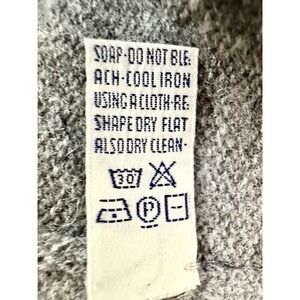 SOAP·DO NOT BLE-
ACH·COOL IRON
USING A CLOTH·RE-
SHAPE DRY FLAT
ALSO DRY CLEAN·
30
P